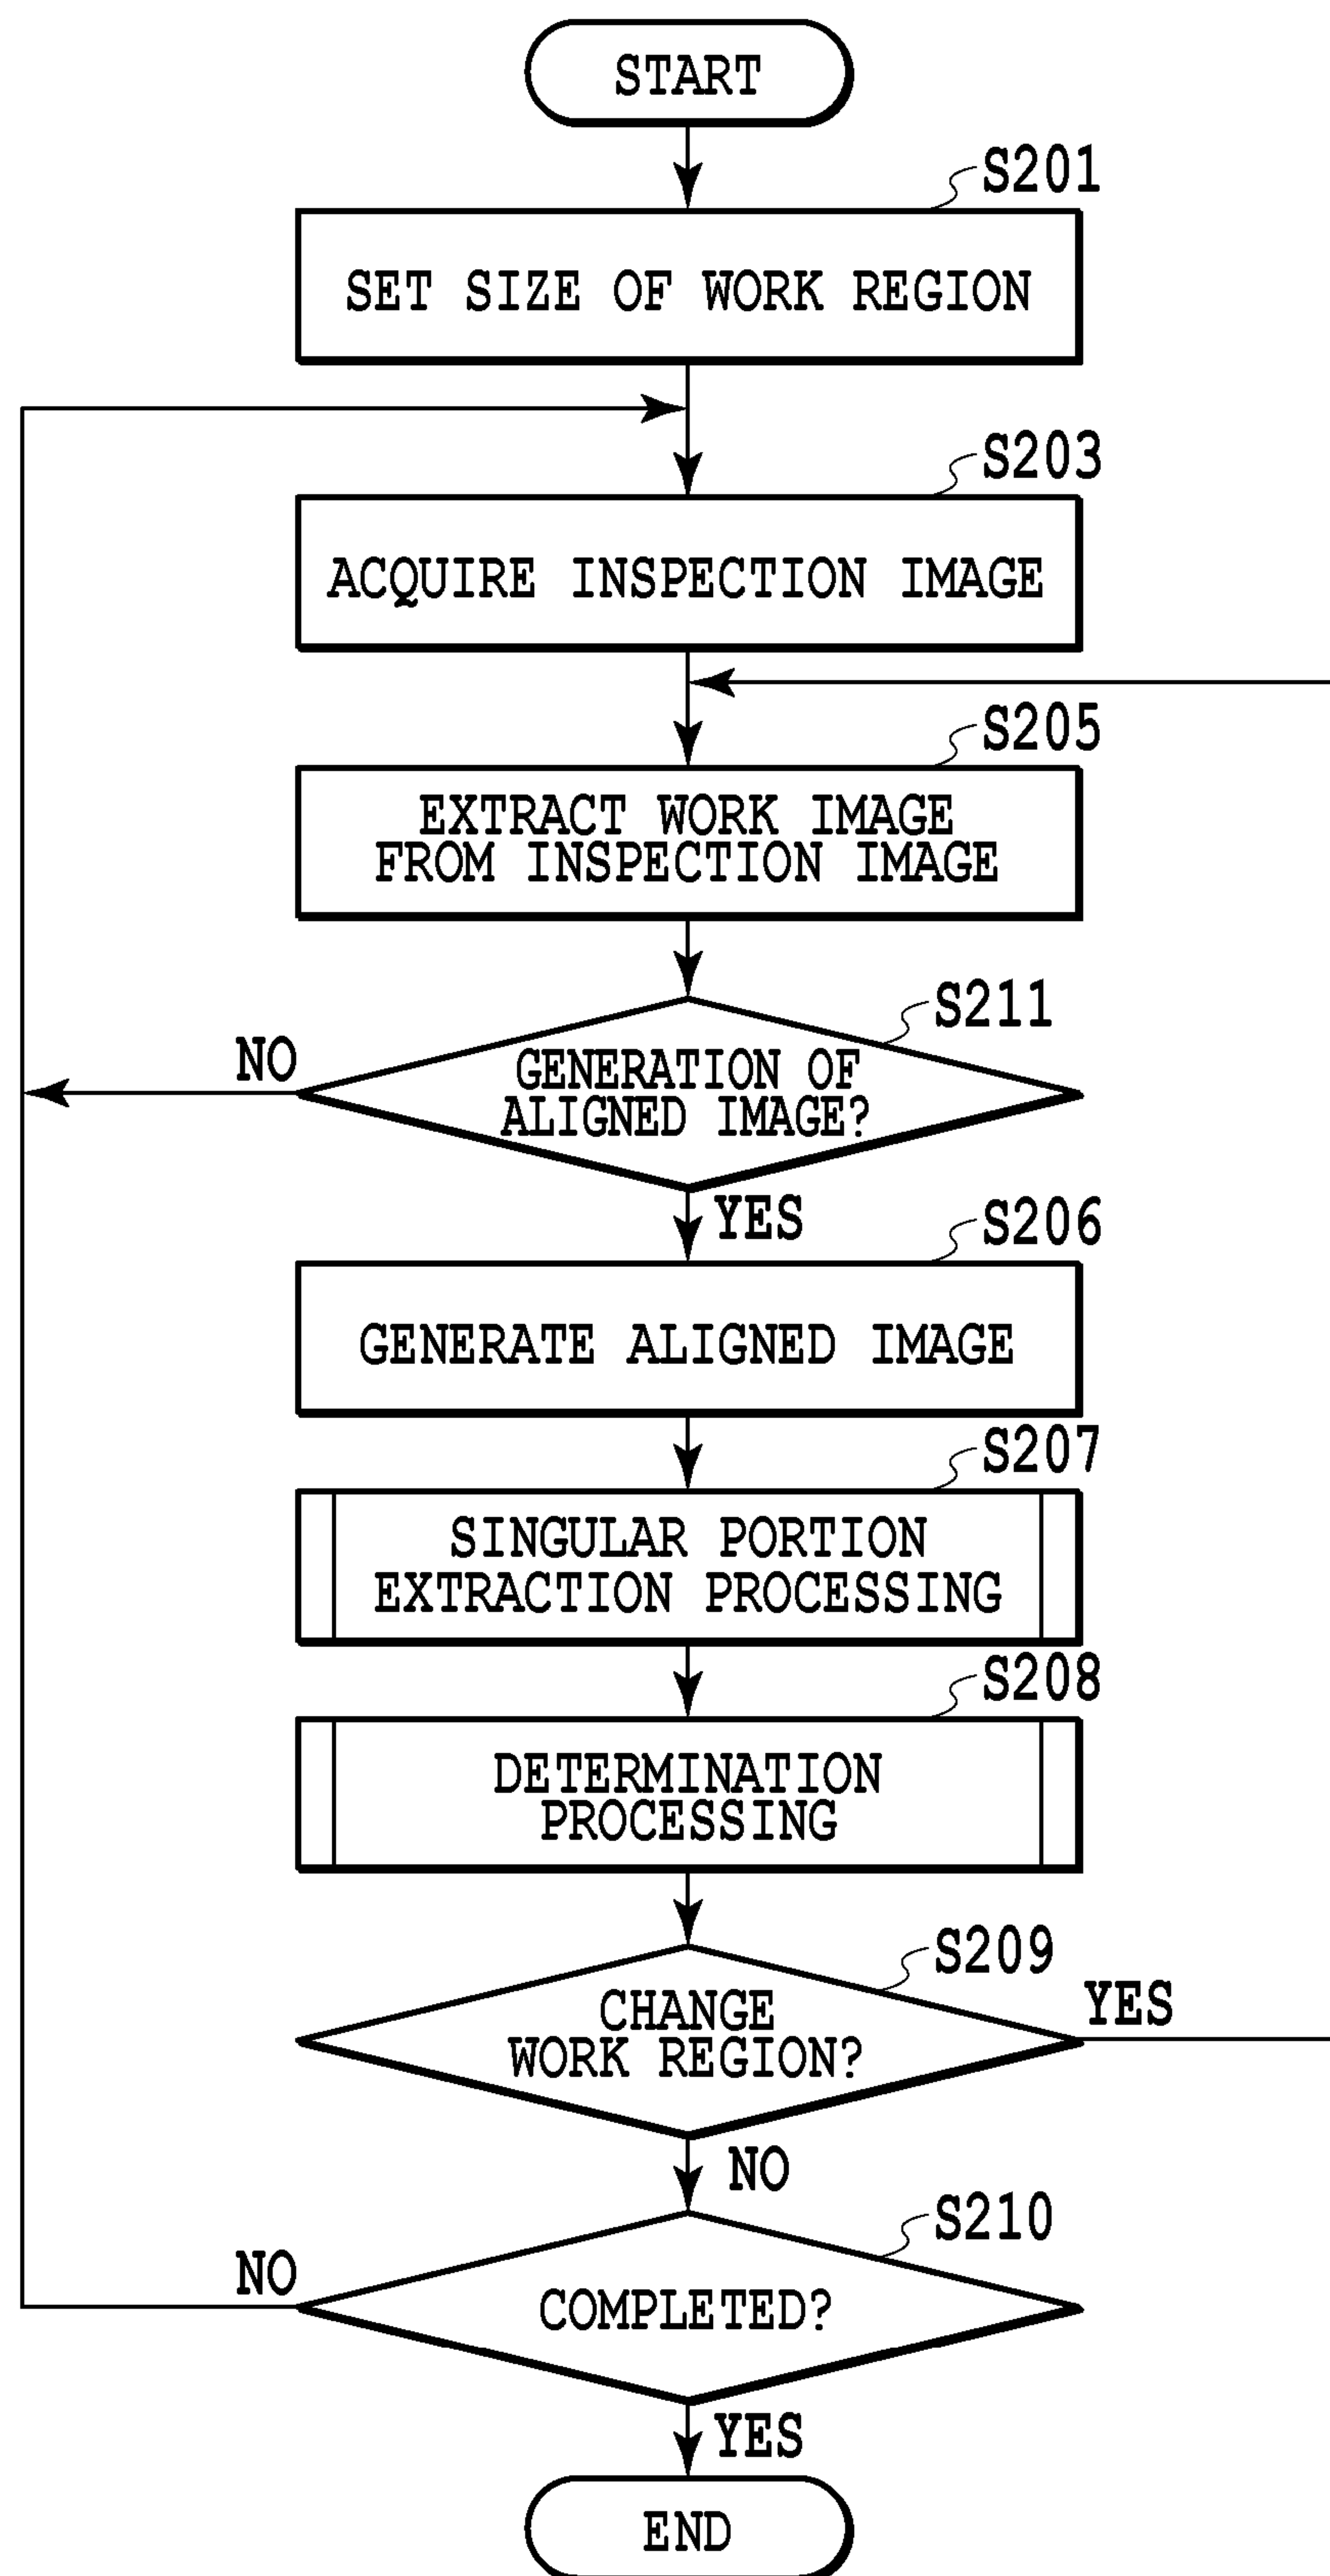 START
S201
SET SIZE OF WORK REGION
S203
ACQUIRE INSPECTION IMAGE
S205
EXTRACT WORK IMAGE
FROM INSPECTION IMAGE
S211
NO
GENERATION OF
ALIGNED IMAGE?
YES
S206
GENERATE ALIGNED IMAGE
S207
SINGULAR PORTION
EXTRACTION PROCESSING
S208
DETERMINATION
PROCESSING
S209
YES
CHANGE
WORK REGION?
NO
S210
NO
COMPLETED?
YES
END